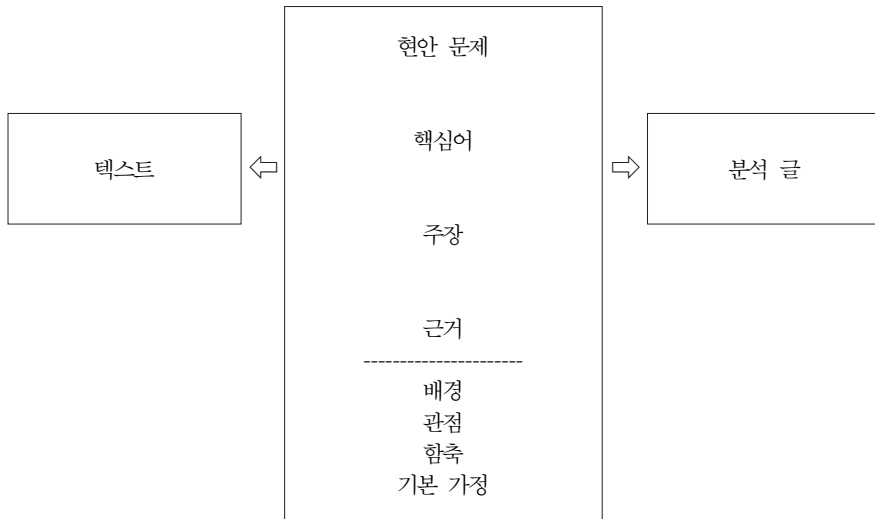 현안 문제
핵심어
텍스트
분석 글
주장
근거
배경
관점
함축
기본 가정